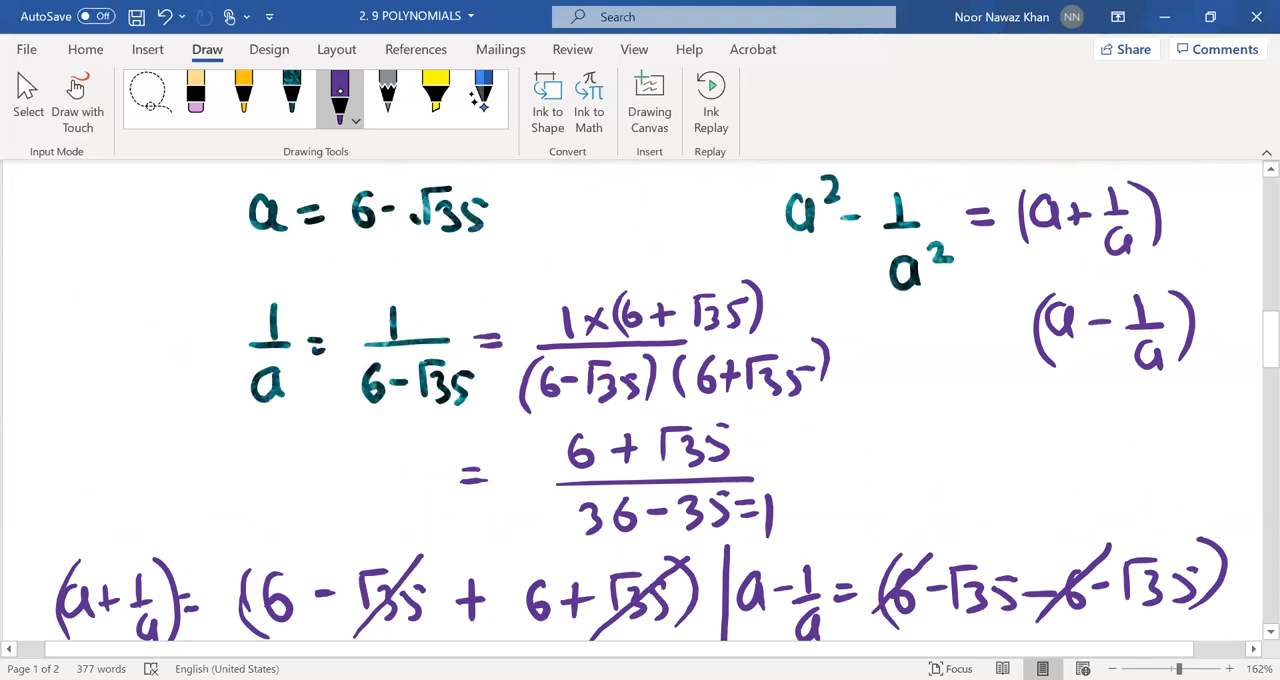 AutoSave Off 2. 9 POLYNOMIALS Search Noor Nawaz Khan NN
File Home Insert Draw Design Layout References Mailings Review View Help Acrobat Share Comments
Select Draw with Touch Ink to Shape Ink to Math Drawing Canvas Ink Replay
Input Mode Drawing Tools Convert Insert Replay
a = 6 - √35
a² - 1/a² = (a + 1/a)
(a - 1/a)
1/a = 1/(6 - √35) = 1 × (6 + √35) / (6 - √35) (6 + √35)
= 6 + √35 / 36 - 35 = 1
(a + 1/a) = (6 - √35 + 6 + √35) | a - 1/a = (6 - √35 - 6 - √35)
Page 1 of 2 377 words English (United States) Focus 162%